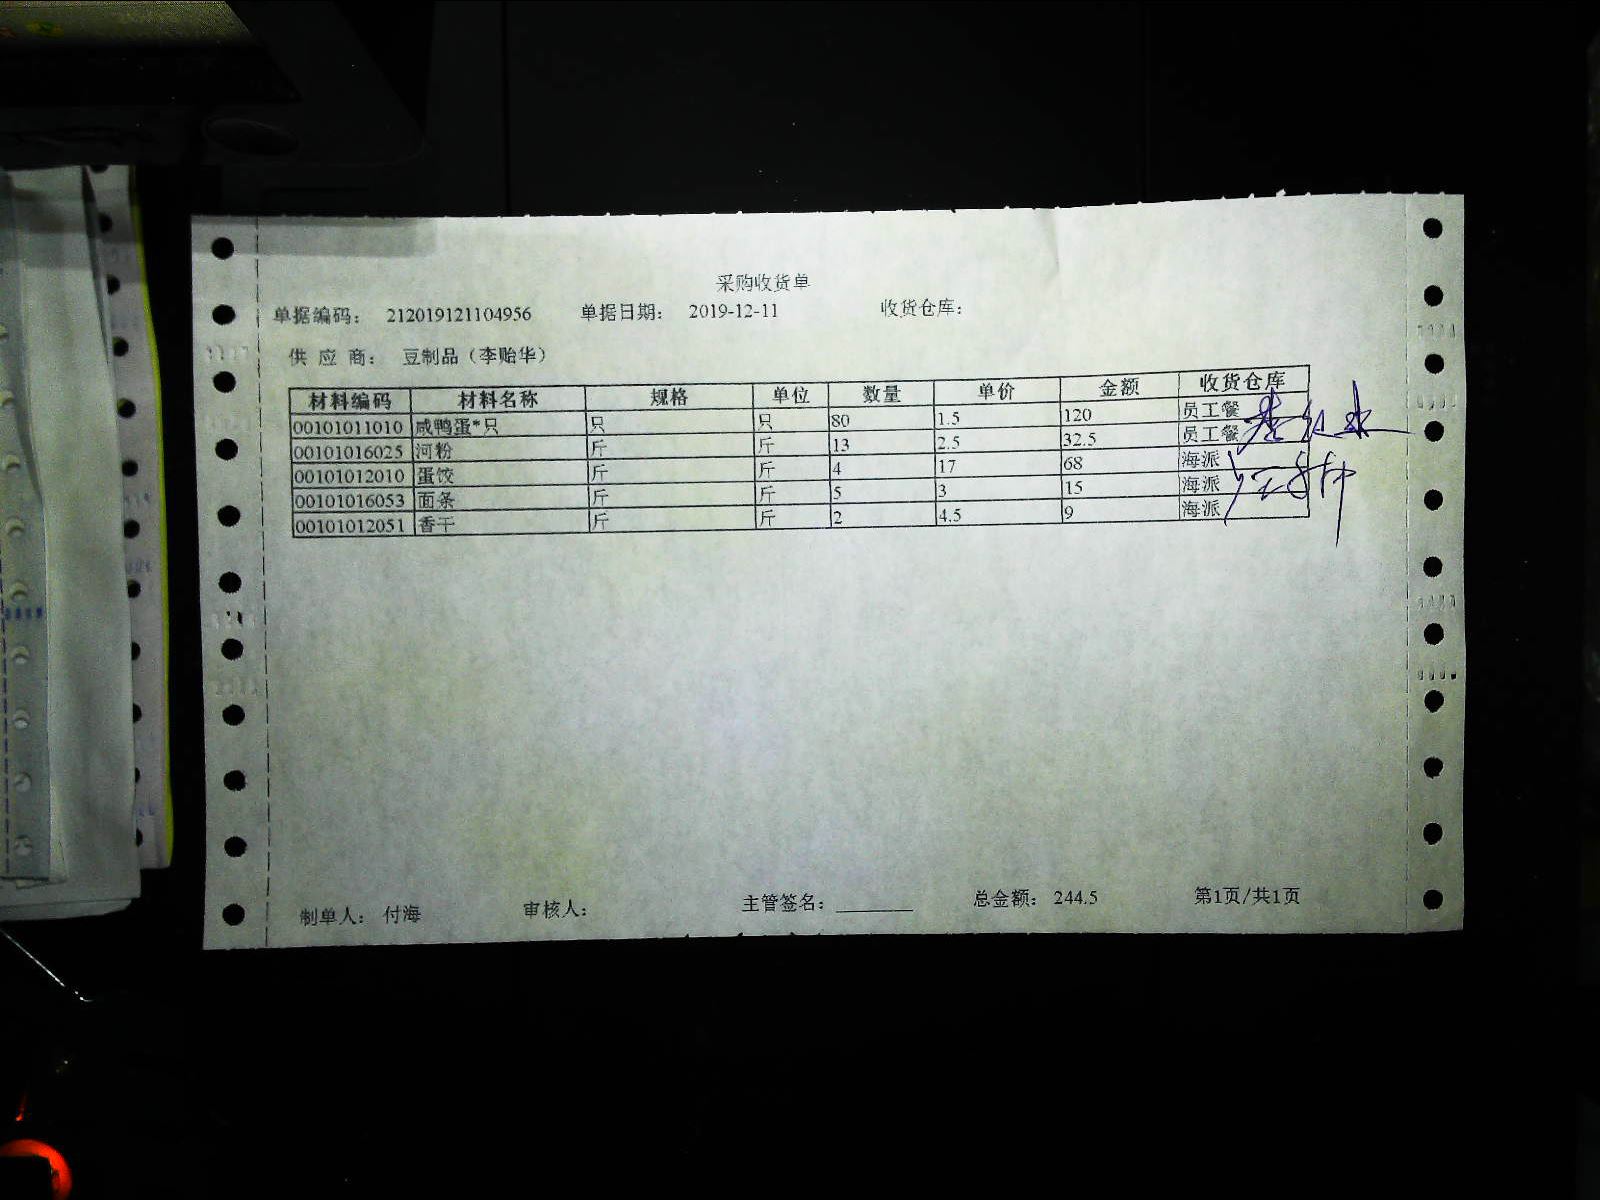 采购收货单
单据编码： 212019121104956 单据日期： 2019-12-11 收货仓库：
供 应 商： 豆制品（李贻华）
材料编码 材料名称 规格 单位 数量 单价 金额 收货仓库
00101011010 咸鸭蛋*只 只 只 80 1.5 120 员工餐
00101016025 河粉 斤 斤 13 2.5 32.5 员工餐
00101012010 蛋饺 斤 斤 4 17 68 海派
00101016053 面条 斤 斤 5 3 15 海派
00101012051 香干 斤 斤 2 4.5 9 海派
制单人： 付海 审核人： 主管签名： 总金额： 244.5 第1页/共1页